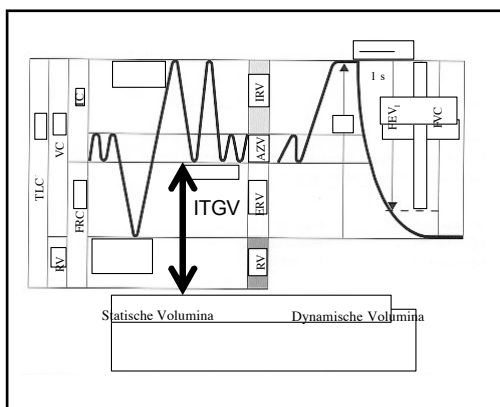 1 s
IC
IRV
FEV1
FVC
TLC
VC
AZV
FRC
ITGV
ERV
RV
RV
Statische Volumina
Dynamische Volumina